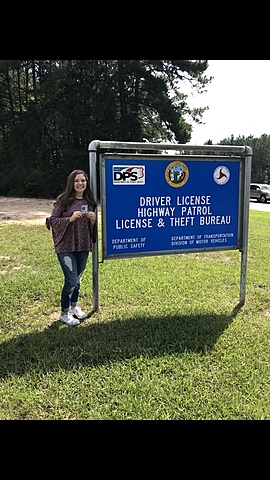 DPS
DRIVER LICENSE
HIGHWAY PATROL
LICENSE & THEFT BUREAU
DEPARTMENT OF
PUBLIC SAFETY
DEPARTMENT OF TRANSPORTATION
DIVISION OF MOTOR VEHICLES